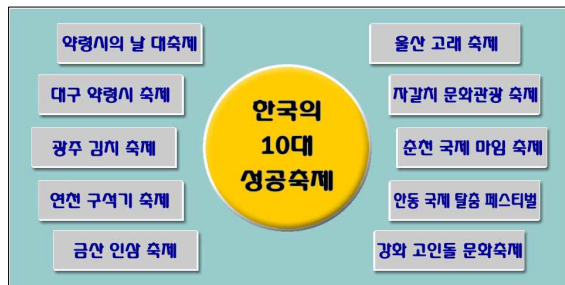 약령시의 날 대축제
대구 약령시 축제
광주 김치 축제
연천 구석기 축제
금산 인삼 축제
한국의
10대
성공축제
울산 고래 축제
자갈치 문화관광 축제
춘천 국제 마임 축제
안동 국제 탈춤 페스티벌
강화 고인돌 문화축제